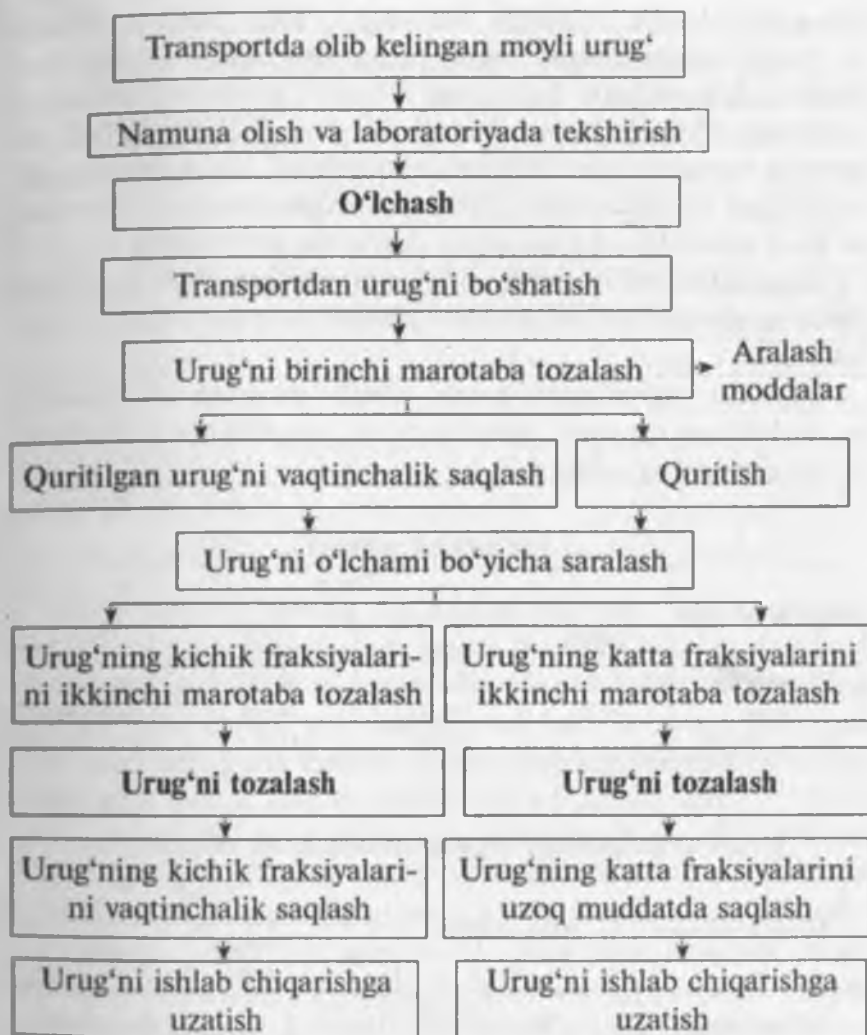 Transportda olib kelingan moyli urug‘
Namuna olish va laboratoriyada tekshirish
O‘lchash
Transportdan urug‘ni bo‘shatish
Urug‘ni birinchi marotaba tozalash
Aralash
moddalar
Quritilgan urug‘ni vaqtinchalik saqlash
Quritish
Urug‘ni o‘lchami bo‘yicha saralash
Urug‘ning kichik fraksiyalari-
ni ikkinchi marotaba tozalash
Urug‘ning katta fraksiyalarini
ikkinchi marotaba tozalash
Urug‘ni tozalash
Urug‘ni tozalash
Urug‘ning kichik fraksiyalari-
ni vaqtinchalik saqlash
Urug‘ning katta fraksiyalarini
uzoq muddatda saqlash
Urug‘ni ishlab chiqarishga
uzatish
Urug‘ni ishlab chiqarishga
uzatish